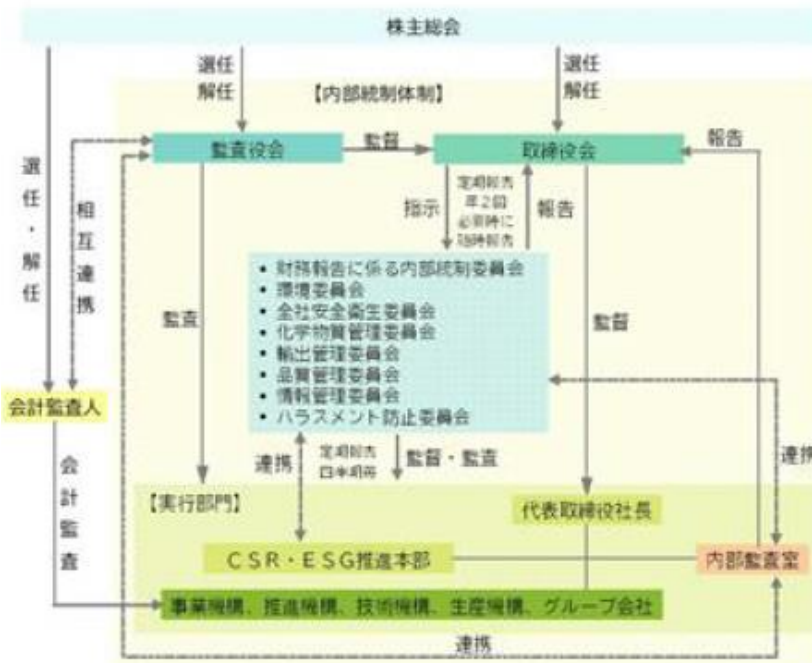 株主総会
選任
解任
選任
解任
【内部統制体制】
監査役会
監督
取締役会
報告
選任・解任
相互連携
指示
定期報告
年2回
必要時に
随時報告
報告
• 財務報告に係る内部統制委員会
• 環境委員会
• 全社安全衛生委員会
• 化学物質管理委員会
• 輸出管理委員会
• 品質管理委員会
• 情報管理委員会
• ハラスメント防止委員会
監査
監督
会計監査人
連携
定期報告
四半期毎
監督・監査
連携
会計監査
【実行部門】
代表取締役社長
CSR・ESG推進本部
内部監査室
事業機構、推進機構、技術機構、生産機構、グループ会社
連携